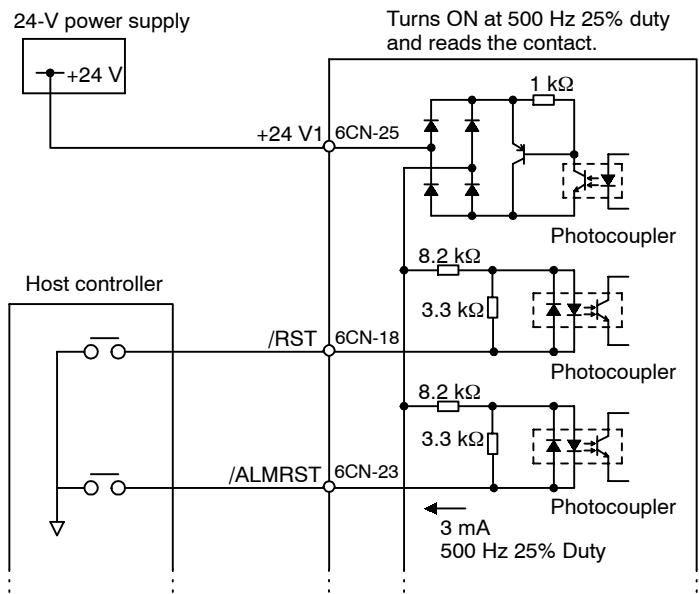 24-V power supply
+24 V
Turns ON at 500 Hz 25% duty
and reads the contact.
1 kΩ
+24 V1
6CN-25
Photocoupler
8.2 kΩ
Host controller
3.3 kΩ
/RST
6CN-18
Photocoupler
8.2 kΩ
3.3 kΩ
/ALMRST
6CN-23
Photocoupler
3 mA
500 Hz 25% Duty